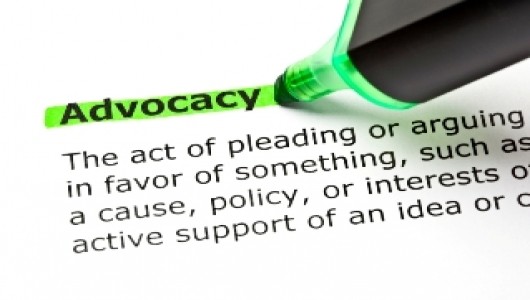 Advocacy
The act of pleading or arguing
in favor of something, such as
a cause, policy, or interests
active support of an idea or